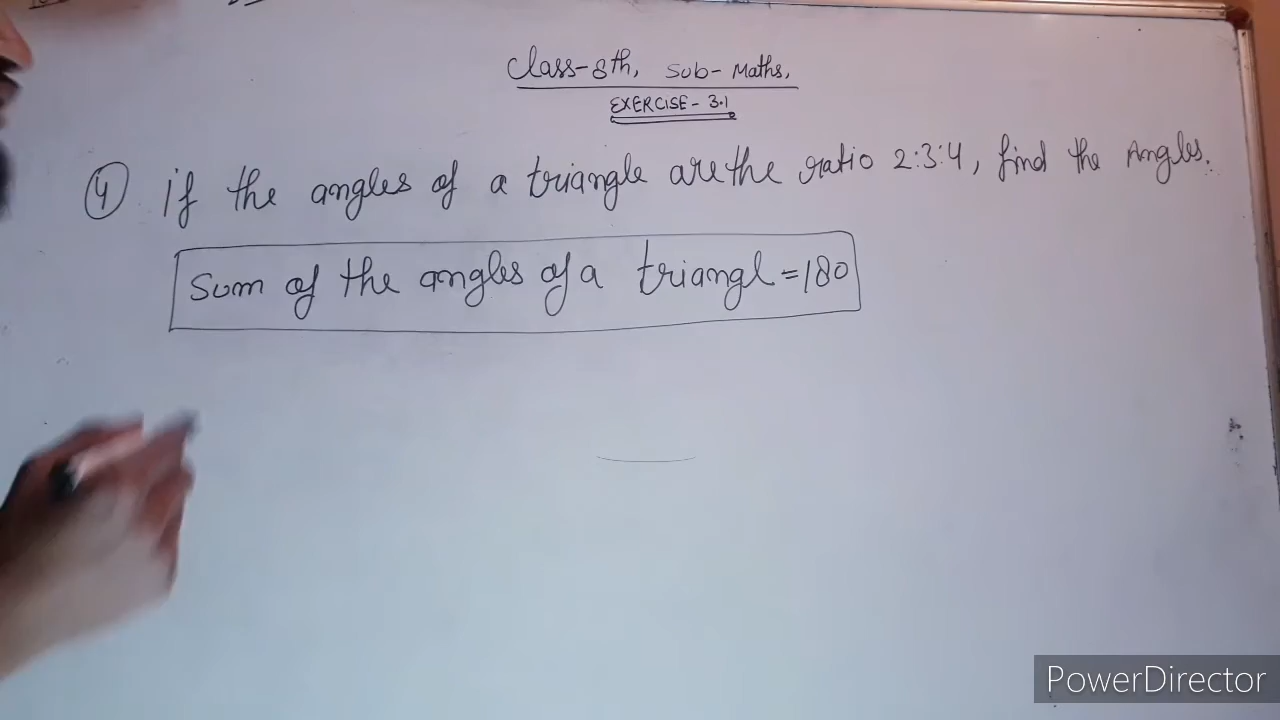 Class-8th, Sub- Maths,
EXERCISE- 3.1
4 if the angles of a triangle are the ratio 2:3:4, find the Angles.
Sum of the angles of a triangl = 180
PowerDirector